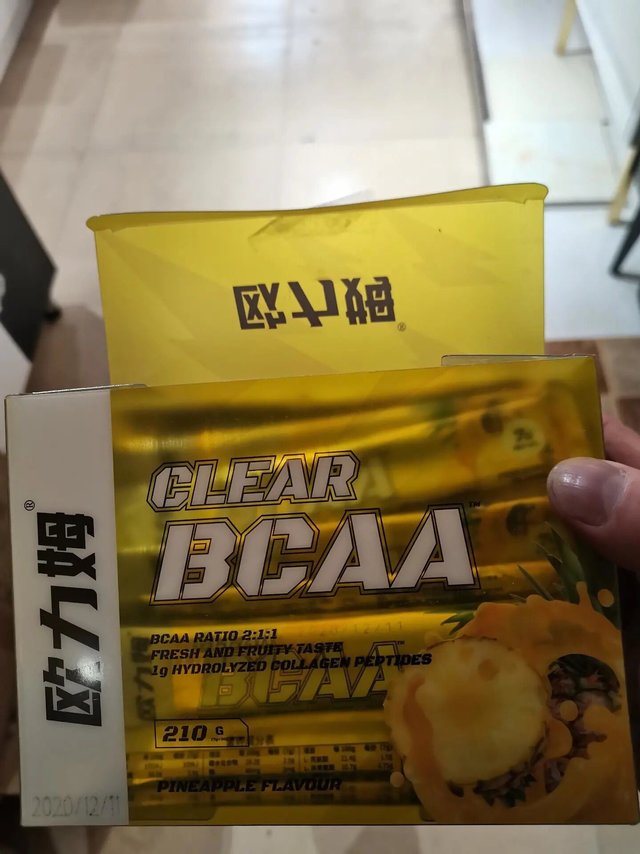 欧力姆®
欧力姆®
CLEAR
BCAA™
BCAA RATIO 2:1:1
FRESH AND FRUITY TASTE
1g HYDROLYZED COLLAGEN PEPTIDES
BCAA
210 G
PINEAPPLE FLAVOUR
2020/12/11